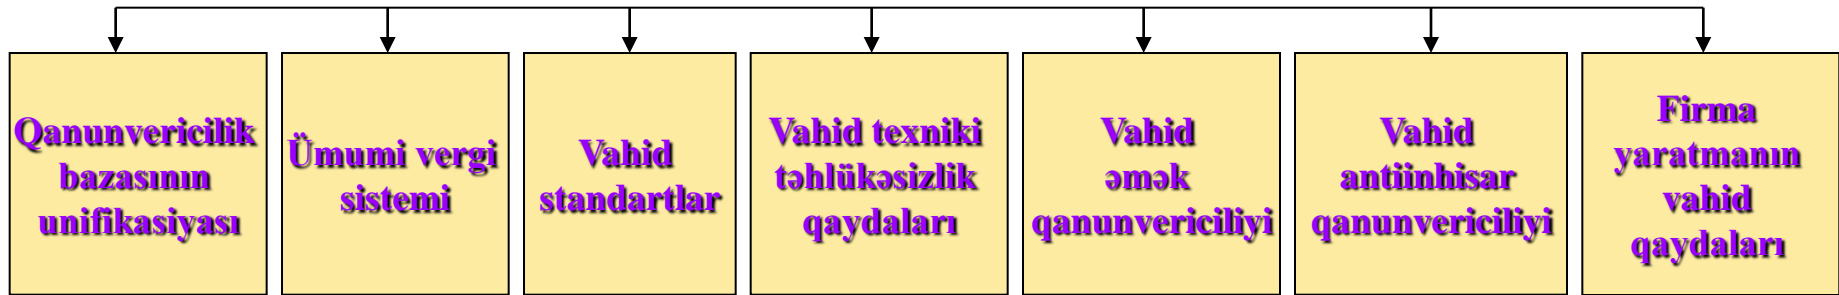 Qanunvericilik
bazasının
unifikasiyası
Ümumi vergi
sistemi
Vahid
standartlar
Vahid texniki
təhlükəsizlik
qaydaları
Vahid
əmək
qanunvericiliyi
Vahid
antiinhisar
qanunvericiliyi
Firma
yaratmanın
vahid
qaydaları